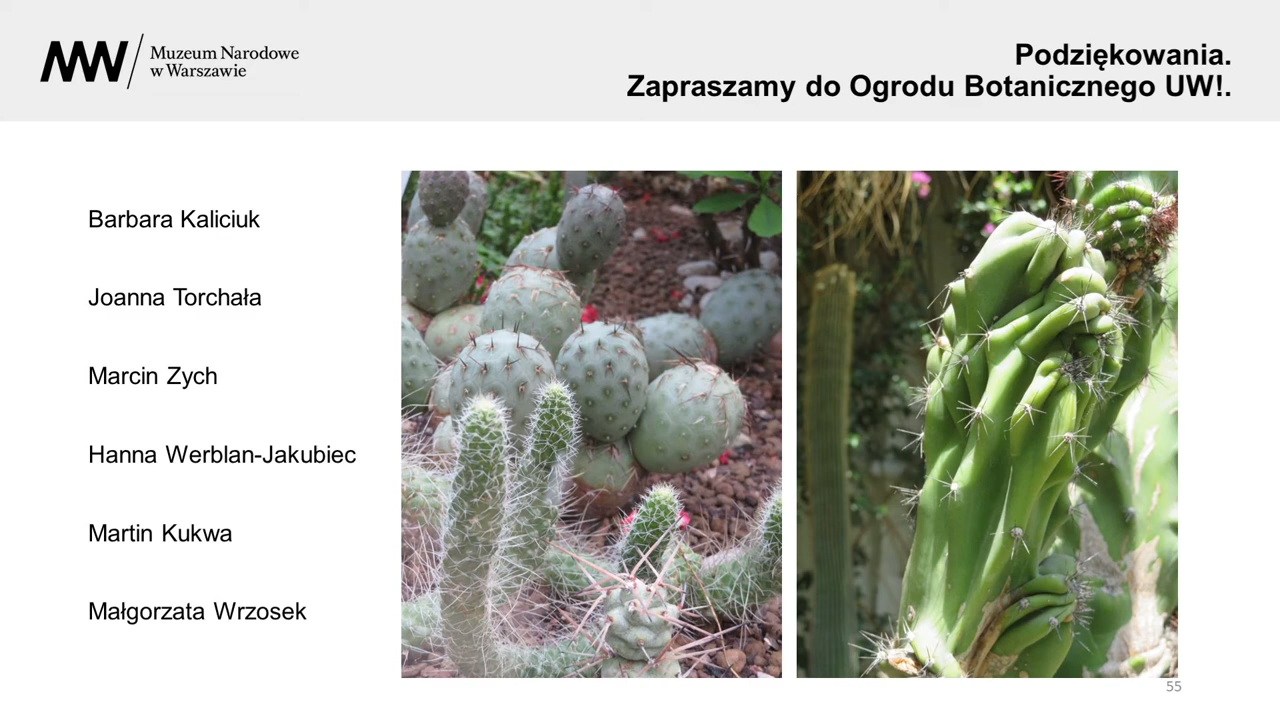 MW
Muzeum Narodowe
w Warszawie
Podziękowania.
Zapraszamy do Ogrodu Botanicznego UW!.
Barbara Kaliciuk
Joanna Torchała
Marcin Zych
Hanna Werblan-Jakubiec
Martin Kukwa
Małgorzata Wrzosek
55